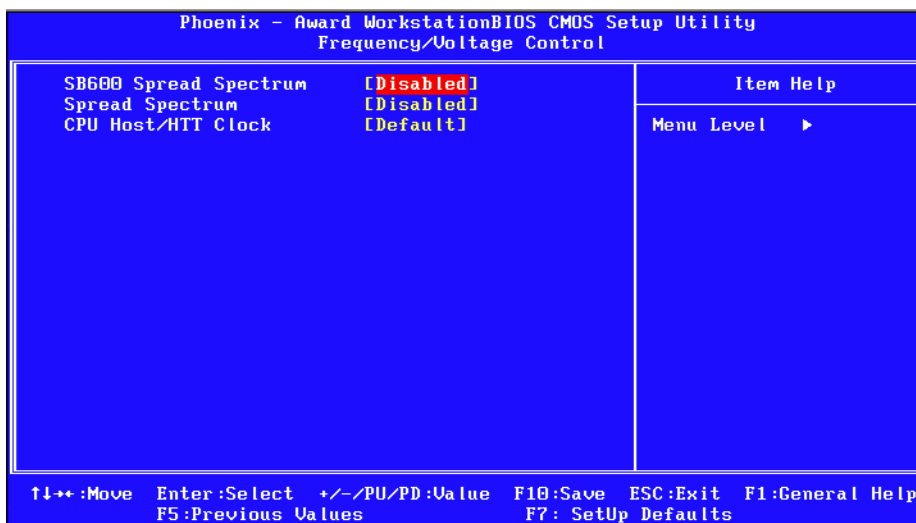 Phoenix - Award WorkstationBIOS CMOS Setup Utility
Frequency/Voltage Control
SB600 Spread Spectrum [Disabled]
Spread Spectrum [Disabled]
CPU Host/HTT Clock [Default]
Item Help
Menu Level ▶
↑↓→←:Move Enter:Select +/-/PU/PD:Value F10:Save ESC:Exit F1:General Help
F5:Previous Values F7: SetUp Defaults